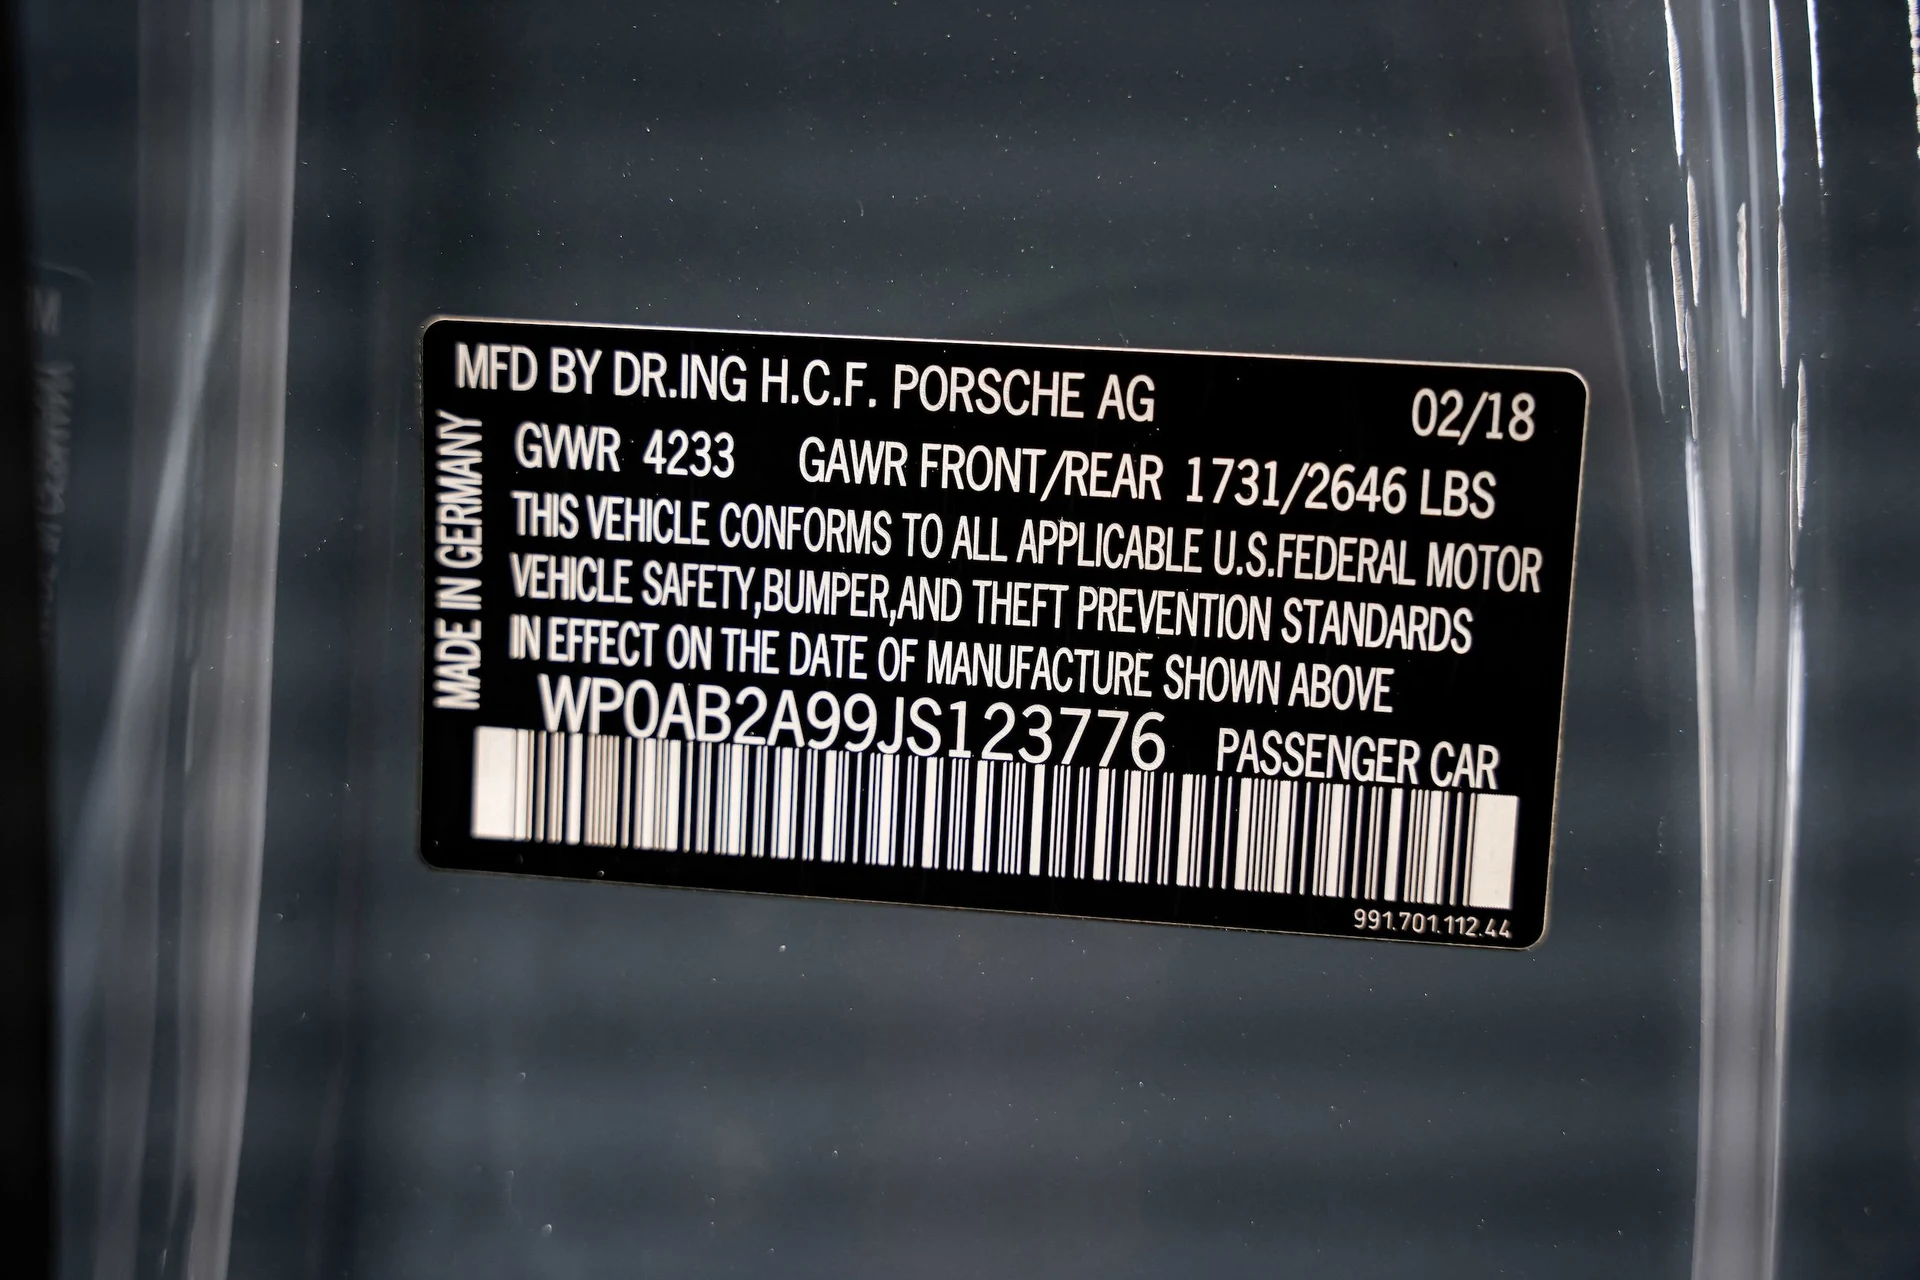 MFD BY DR.ING H.C.F. PORSCHE AG 02/18
MADE IN GERMANY
GVWR 4233 GAWR FRONT/REAR 1731/2646 LBS
THIS VEHICLE CONFORMS TO ALL APPLICABLE U.S.FEDERAL MOTOR
VEHICLE SAFETY,BUMPER,AND THEFT PREVENTION STANDARDS
IN EFFECT ON THE DATE OF MANUFACTURE SHOWN ABOVE
WP0AB2A99JS123776 PASSENGER CAR
991.701.112.44